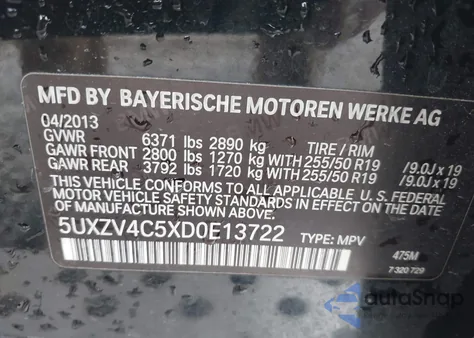 MFD BY BAYERISCHE MOTOREN WERKE AG
04/2013
GVWR 6371 lbs 2890 kg TIRE / RIM
GAWR FRONT 2800 lbs 1270 kg WITH 255/50 R19 /9.0J x 19
GAWR REAR 3792 lbs 1720 kg WITH 255/50 R19 /9.0J x 19
THIS VEHICLE CONFORMS TO ALL APPLICABLE U.S. FEDERAL
MOTOR VEHICLE SAFETY STANDARDS IN EFFECT ON THE DATE
OF MANUFACTURE SHOWN ABOVE.
5UXZV4C5XD0E13722 TYPE: MPV
475M
7 320 729
autoSnap